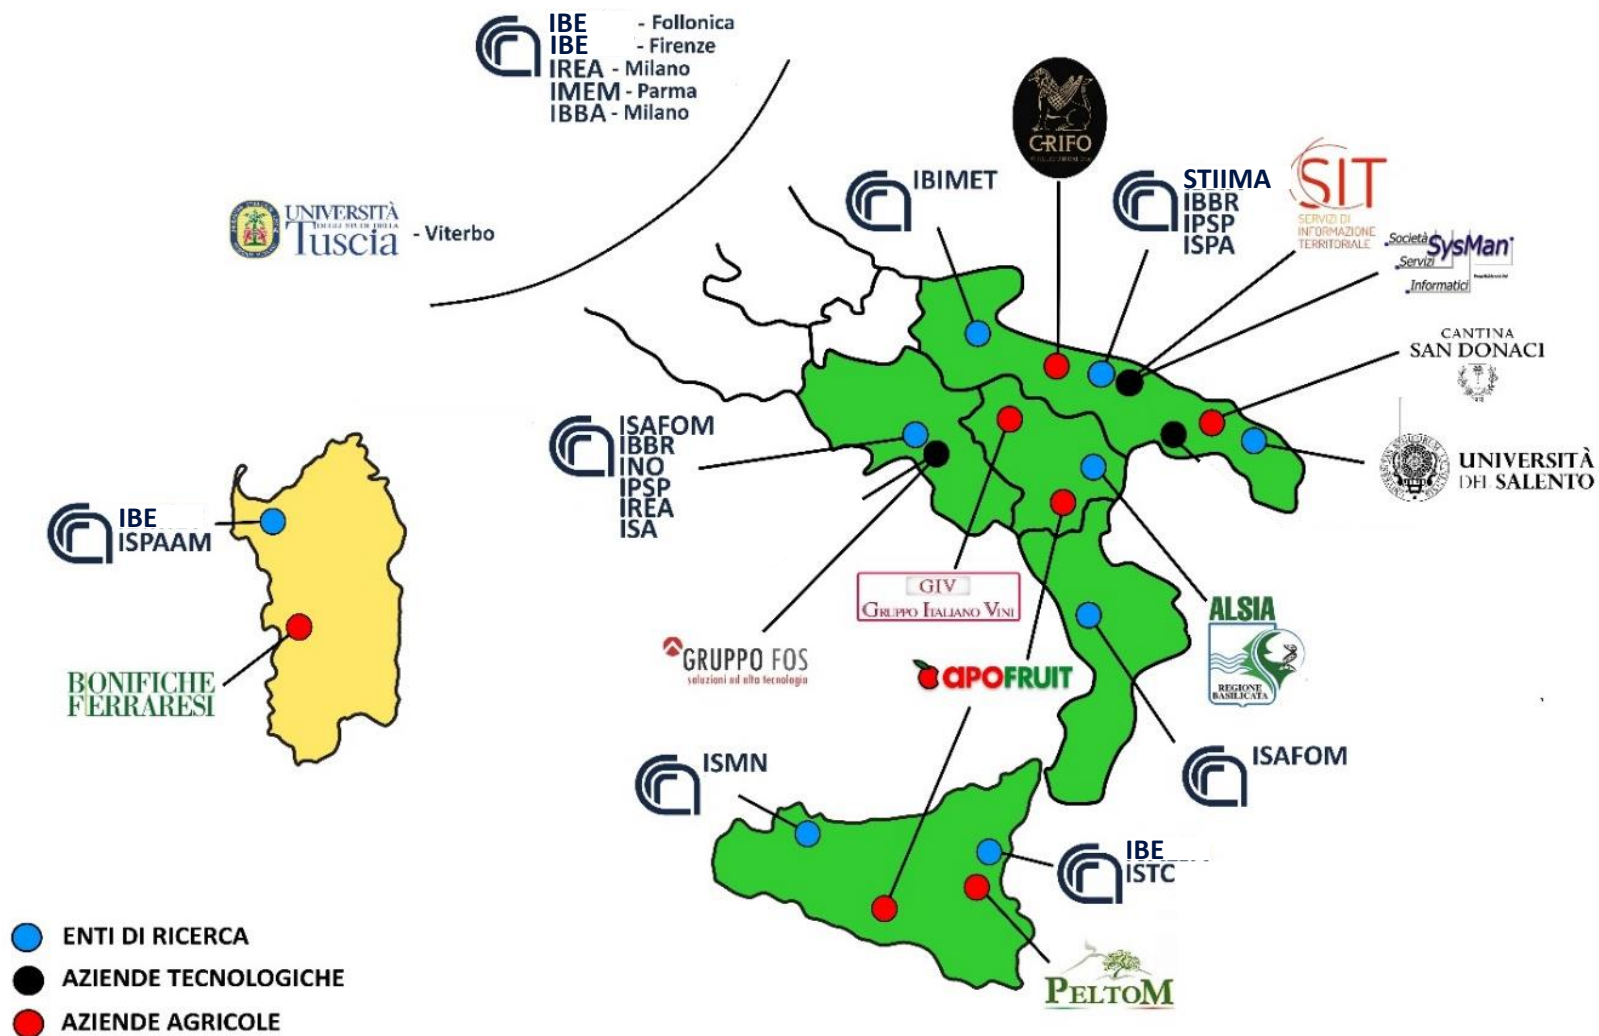 IBE - Follonica
IBE - Firenze
IREA - Milano
IMEM - Parma
IBBA - Milano
UNIVERSITÀ
DEGLI STUDI DELLA
Tuscia - Viterbo
CRIFO
IBIMET
STIIMA
IBBR
IPSP
ISPA
SIT
SERVIZI DI
INFORMAZIONE
TERRITORIALE
Società SysMan
Servizi
Informatici
CANTINA
SAN DONACI
UNIVERSITÀ
DEL SALENTO
ISAFOM
IBBR
INO
IPSP
IREA
ISA
IBE
ISPAAM
BONIFICHE
FERRARESI
GIV
GRUPPO ITALIANO VINI
GRUPPO FOS
soluzioni ad alta tecnologia
APOFRUIT
ALSIA
REGIONE
BASILICATA
ISMN
ISAFOM
IBE
ISTC
PELTOM
ENTI DI RICERCA
AZIENDE TECNOLOGICHE
AZIENDE AGRICOLE